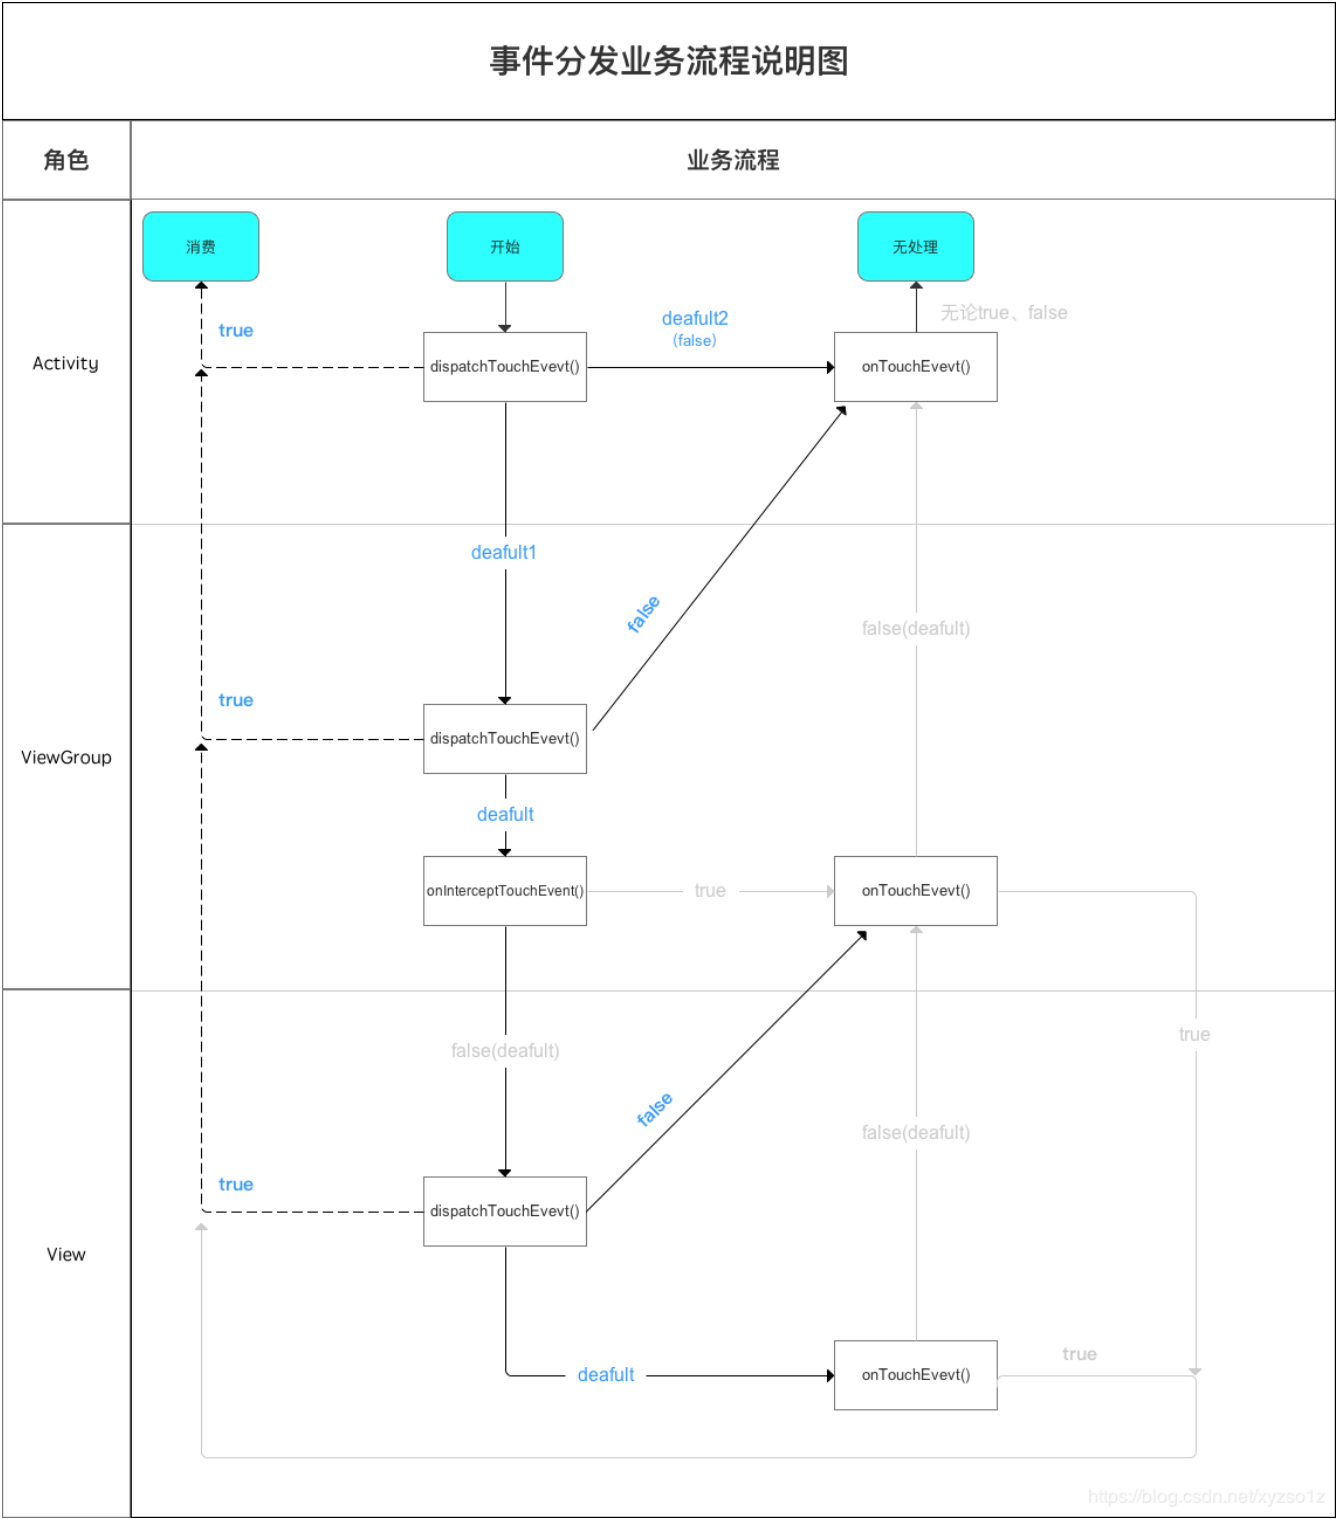 事件分发业务流程说明图
角色
业务流程
消费
开始
无处理
true
deafult2
(false)
无论true、false
Activity
dispatchTouchEvevt()
onTouchEvevt()
deafult1
false
false(deafult)
true
ViewGroup
dispatchTouchEvevt()
deafult
onInterceptTouchEvent()
true
onTouchEvevt()
true
false(deafult)
false
false(deafult)
true
dispatchTouchEvevt()
View
deafult
onTouchEvevt()
true
https://blog.csdn.net/xyzso1z